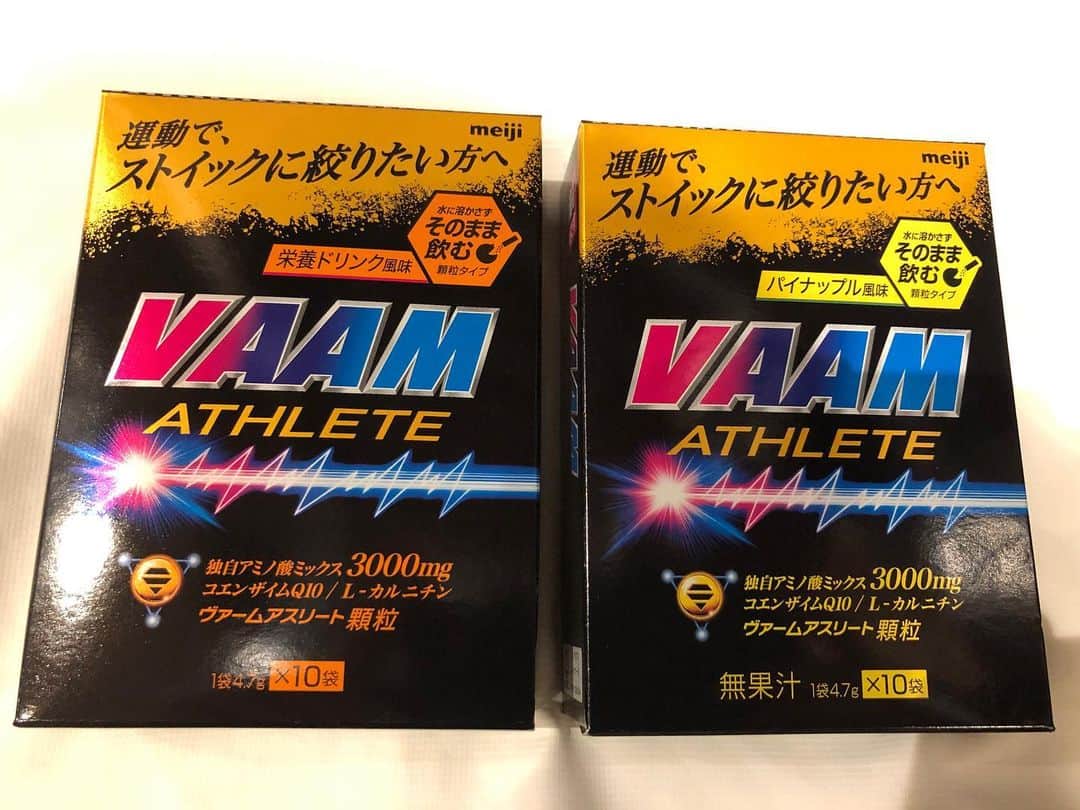 運動で、
ストイックに絞りたい方へ
meiji
水に溶かさず
そのまま
飲む
顆粒タイプ
栄養ドリンク風味
VAAM
ATHLETE
独自アミノ酸ミックス 3000mg
コエンザイムQ10 / L-カルニチン
ヴァームアスリート 顆粒
1袋4.7g ×10袋
運動で、
ストイックに絞りたい方へ
meiji
水に溶かさず
そのまま
飲む
顆粒タイプ
パイナップル風味
VAAM
ATHLETE
独自アミノ酸ミックス 3000mg
コエンザイムQ10 / L-カルニチン
ヴァームアスリート 顆粒
無果汁 1袋4.7g ×10袋
VAAM